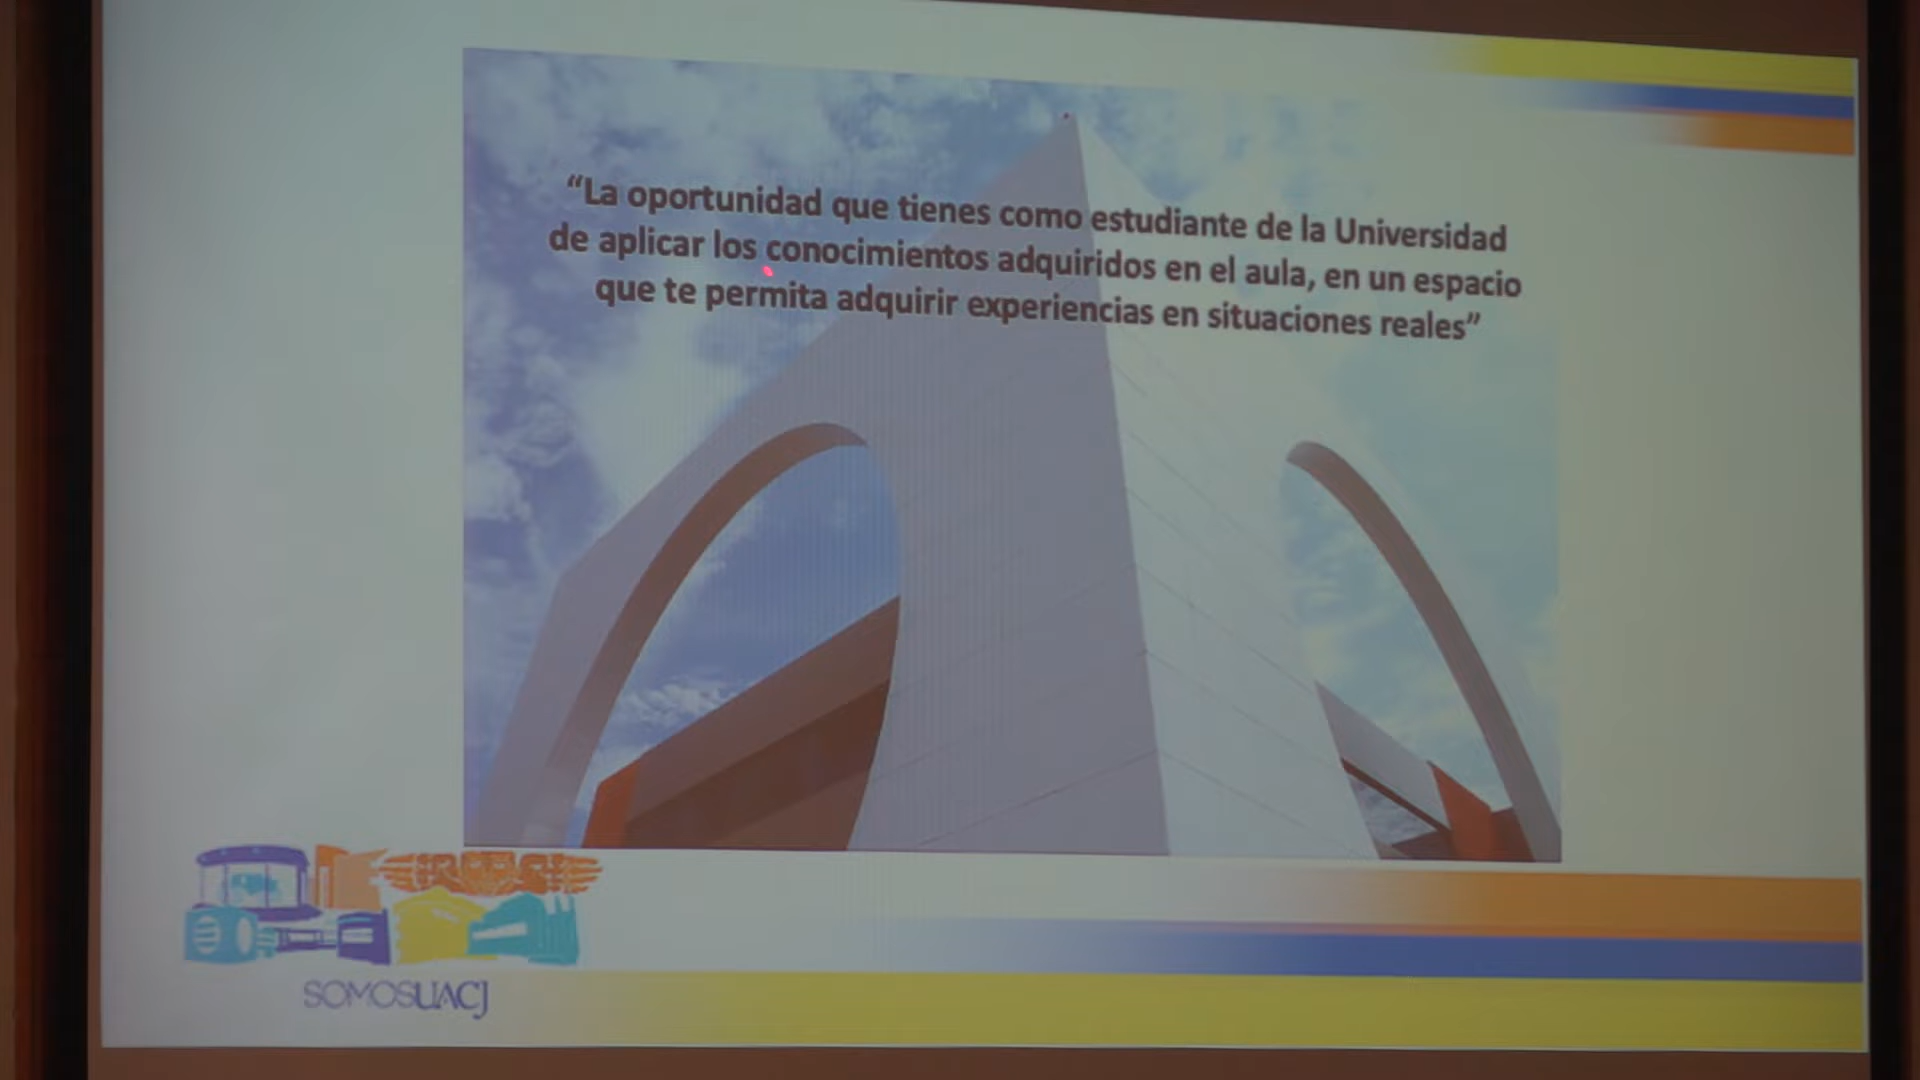 “La oportunidad que tienes como estudiante de la Universidad
de aplicar los conocimientos adquiridos en el aula, en un espacio
que te permita adquirir experiencias en situaciones reales”
SOMOSUACJ